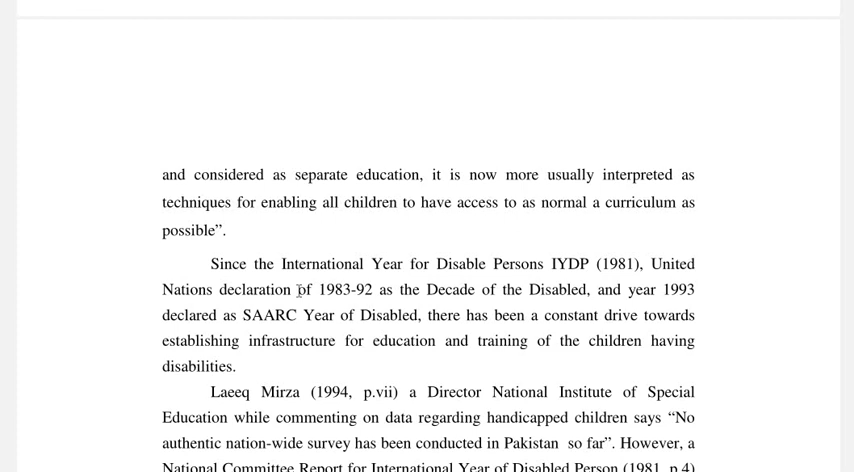 and considered as separate education, it is now more usually interpreted as
techniques for enabling all children to have access to as normal a curriculum as
possible”.
Since the International Year for Disable Persons IYDP (1981), United
Nations declaration of 1983-92 as the Decade of the Disabled, and year 1993
declared as SAARC Year of Disabled, there has been a constant drive towards
establishing infrastructure for education and training of the children having
disabilities.
Laeeq Mirza (1994, p.vii) a Director National Institute of Special
Education while commenting on data regarding handicapped children says “No
authentic nation-wide survey has been conducted in Pakistan so far”. However, a
National Committee Report for International Year of Disabled Person (1981, p.4)